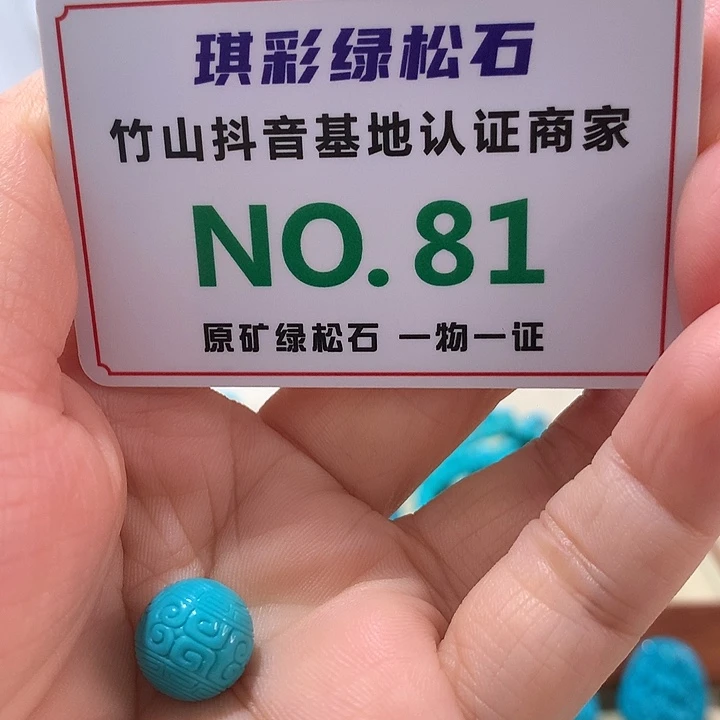 琪彩绿松石
竹山抖音基地认证商家
NO.81
原矿绿松石 一物一证